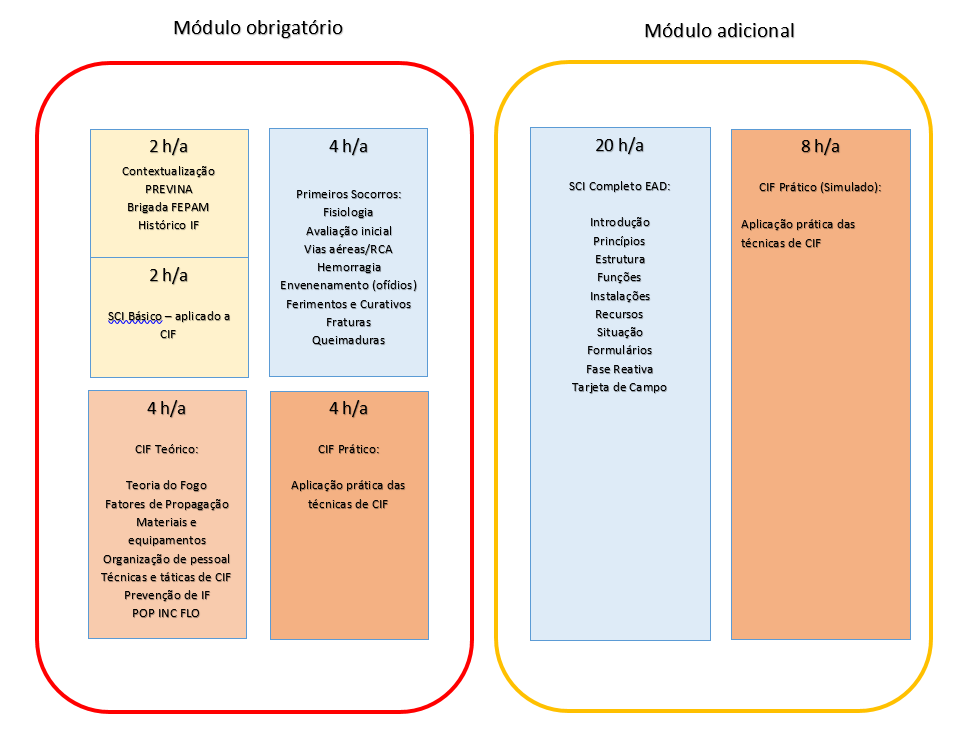 Módulo obrigatório
Módulo adicional
2 h/a
Contextualização
PREVINA
Brigada FEPAM
Histórico IF
2 h/a
SCI Básico – aplicado a
CIF
4 h/a
Primeiros Socorros:
Fisiologia
Avaliação inicial
Vias aéreas/RCA
Hemorragia
Envenenamento (ofídios)
Ferimentos e Curativos
Fraturas
Queimaduras
4 h/a
CIF Teórico:
Teoria do Fogo
Fatores de Propagação
Materiais e
equipamentos
Organização de pessoal
Técnicas e táticas de CIF
Prevenção de IF
POP INC FLO
4 h/a
CIF Prático:
Aplicação prática das
técnicas de CIF
20 h/a
SCI Completo EAD:
Introdução
Princípios
Estrutura
Funções
Instalações
Recursos
Situação
Formulários
Fase Reativa
Tarjeta de Campo
8 h/a
CIF Prático (Simulado):
Aplicação prática das
técnicas de CIF